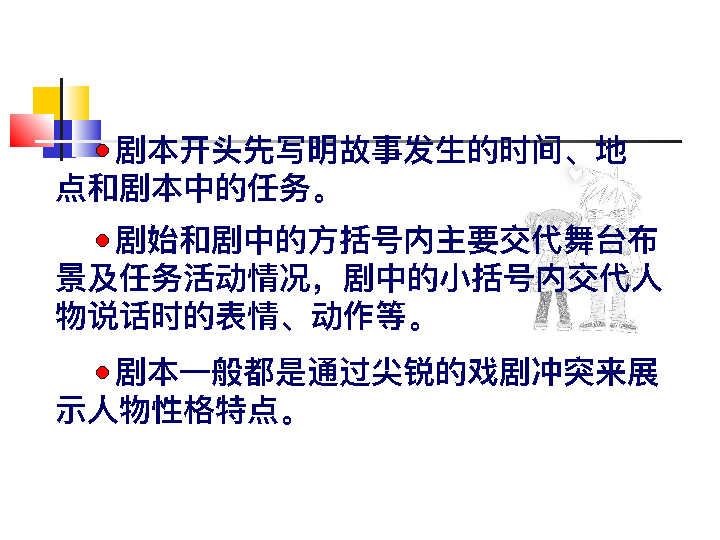 ●剧本开头先写明故事发生的时间、地
点和剧本中的任务。
●剧始和剧中的方括号内主要交代舞台布
景及任务活动情况，剧中的小括号内交代人
物说话时的表情、动作等。
●剧本一般都是通过尖锐的戏剧冲突来展
示人物性格特点。